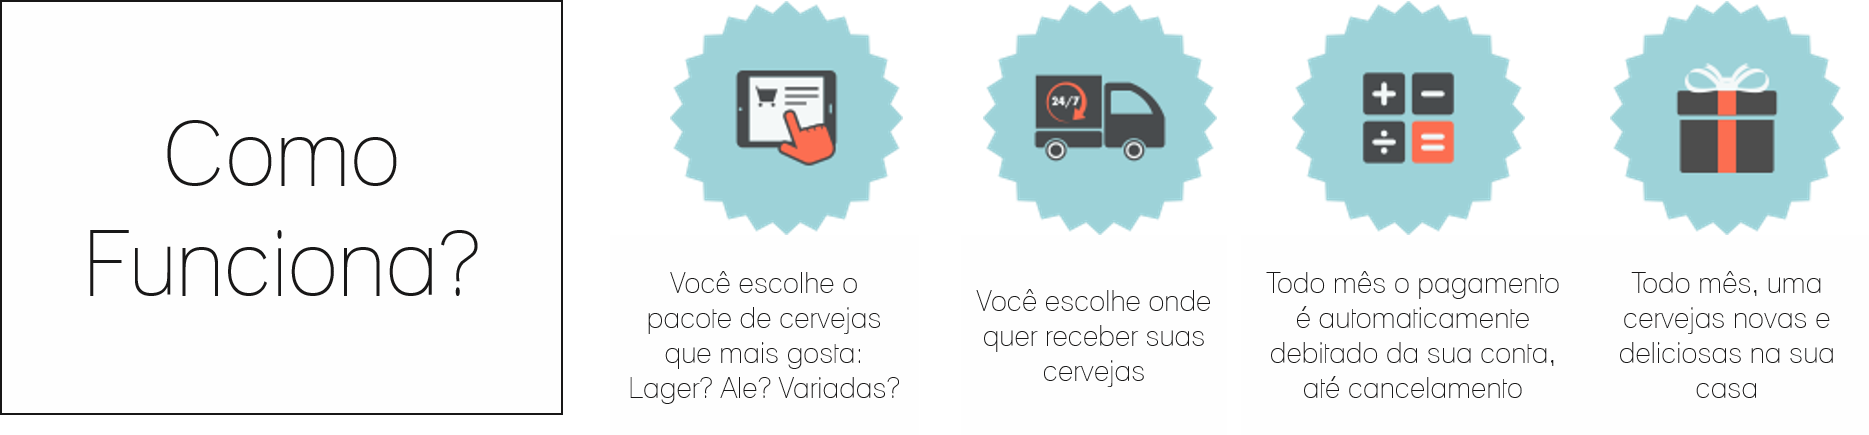 Como
Funciona?
24/7
Você escolhe o
pacote de cervejas
que mais gosta:
Lager? Ale? Variadas?
Você escolhe onde
quer receber suas
cervejas
Todo mês o pagamento
é automaticamente
debitado da sua conta,
até cancelamento
Todo mês, uma
cervejas novas e
deliciosas na sua
casa